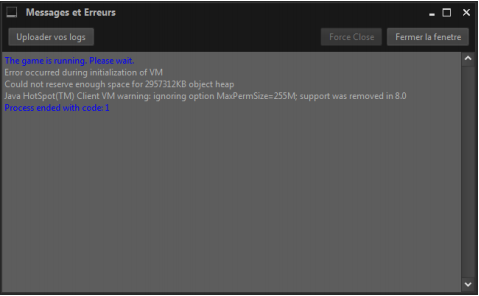 Messages et Erreurs
Uploader vos logs
Force Close
Fermer la fenetre
The game is running. Please wait.
Error occurred during initialization of VM
Could not reserve enough space for 2957312KB object heap
Java HotSpot(TM) Client VM warning: ignoring option MaxPermSize=255M; support was removed in 8.0
Process ended with code: 1